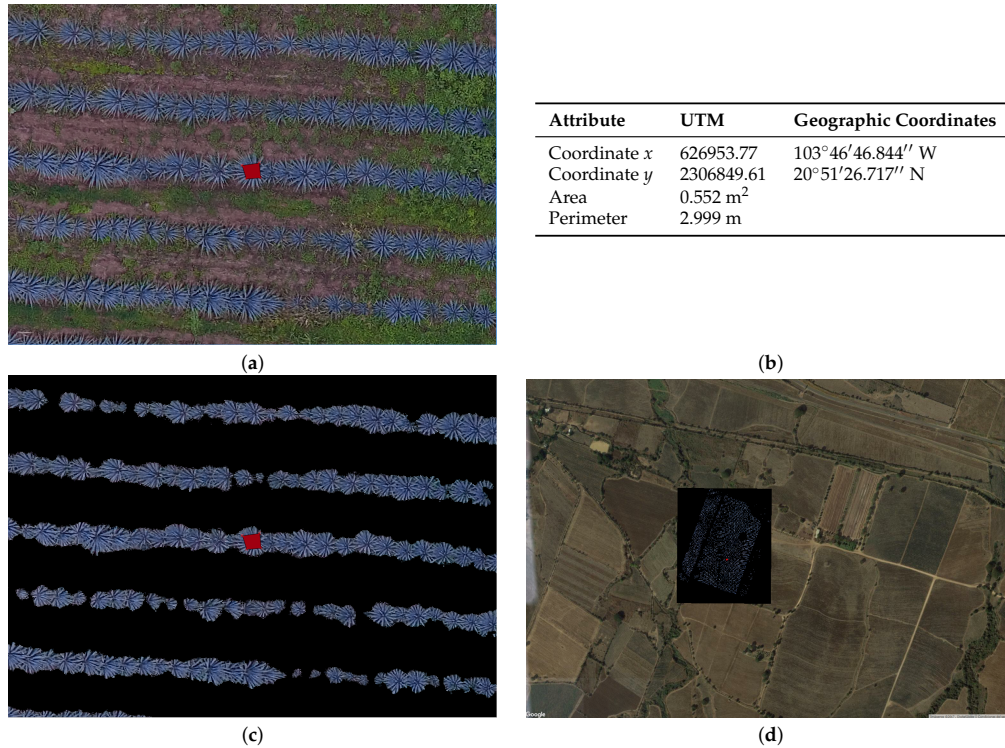 (a)
Attribute UTM Geographic Coordinates
Coordinate x 626953.77 103°46′46.844′′ W
Coordinate y 2306849.61 20°51′26.717′′ N
Area 0.552 m²
Perimeter 2.999 m
(b)
(c)
Google
(d)